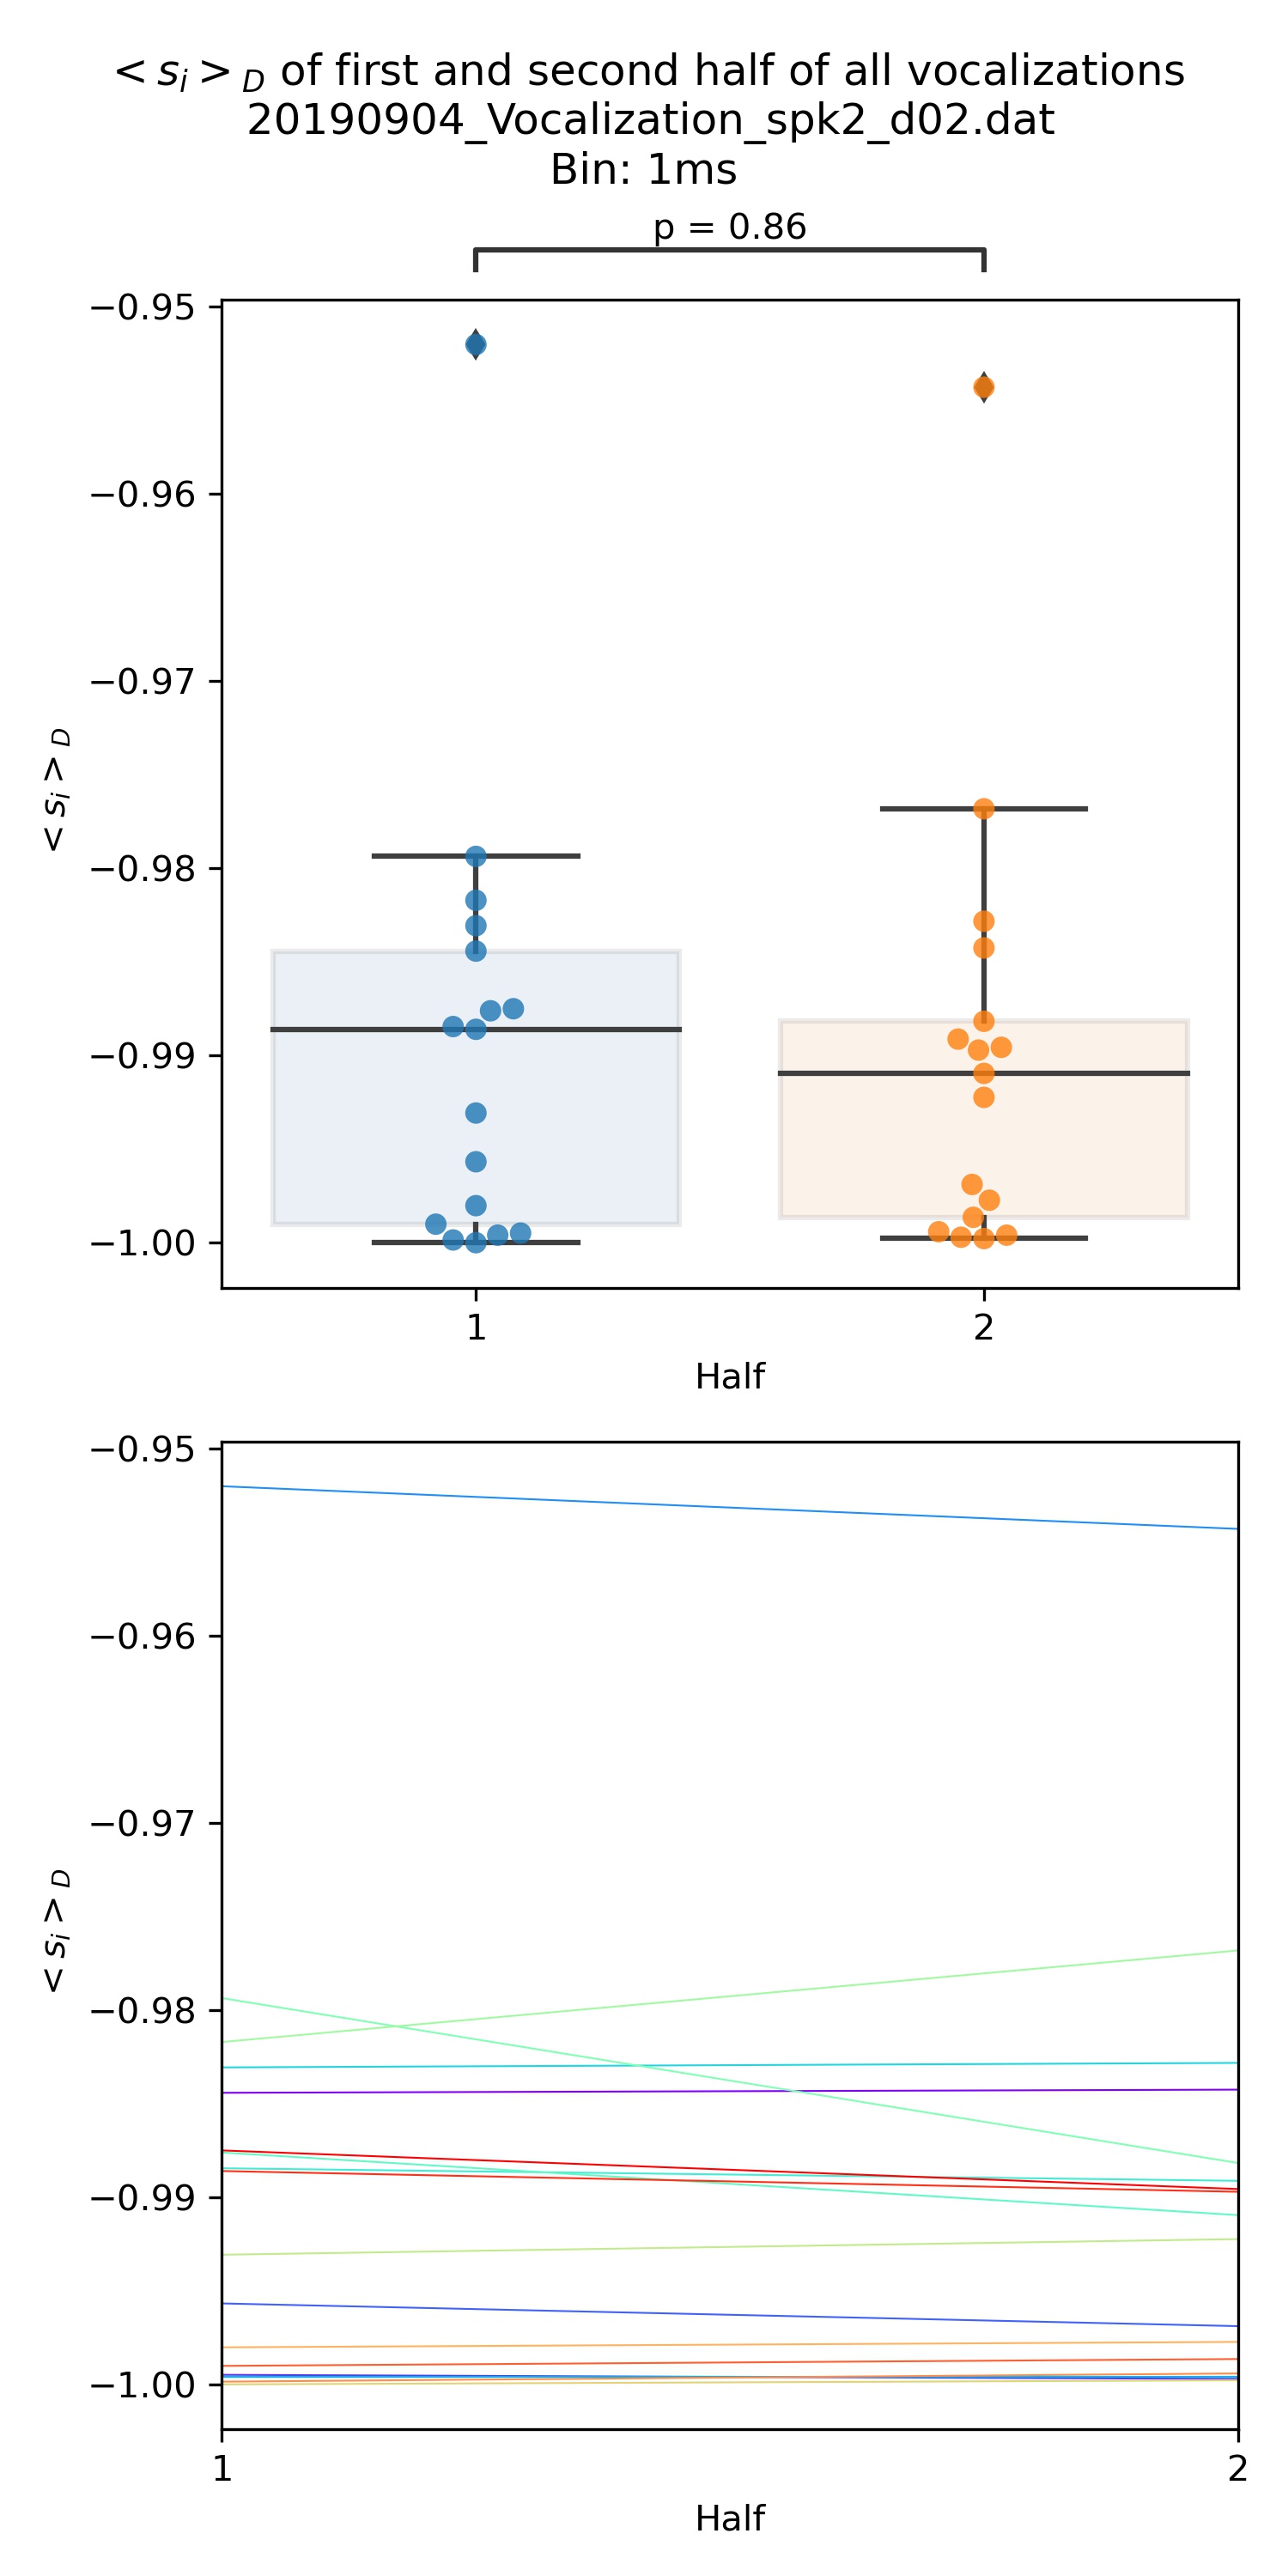 < s_i >_D of first and second half of all vocalizations
20190904_Vocalization_spk2_d02.dat
Bin: 1ms
p = 0.86
−0.95
−0.96
−0.97
−0.98
−0.99
−1.00
< s_i >_D
1
2
Half
−0.95
−0.96
−0.97
−0.98
−0.99
−1.00
< s_i >_D
1
2
Half